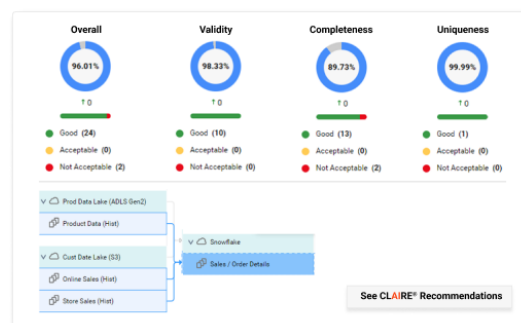 Overall Validity Completeness Uniqueness
96.01% 98.33% 89.73% 99.99%
↑ 0 ↑ 0 ↑ 0 ↑ 0
Good (24) Good (10) Good (13) Good (1)
Acceptable (0) Acceptable (0) Acceptable (0) Acceptable (0)
Not Acceptable (2) Not Acceptable (0) Not Acceptable (2) Not Acceptable (0)
Prod Data Lake (ADLS Gen2)
Product Data (Hist)
Snowflake
Cust Date Lake (S3)
Sales / Order Details
Online Sales (Hist)
Store Sales (Hist)
See CLAIRE® Recommendations